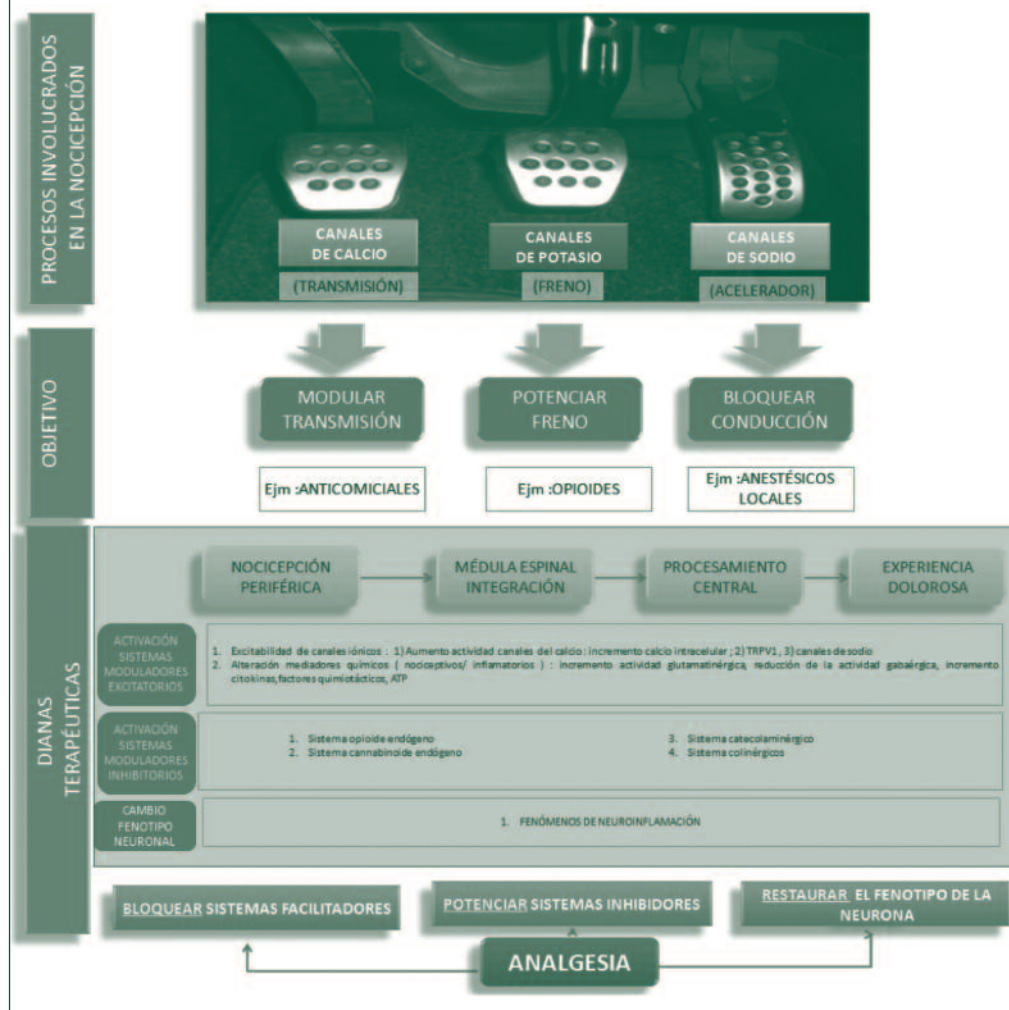 PROCESOS INVOLUCRADOS
EN LA NOCICEPCIÓN
CANALES
DE CALCIO
(TRANSMISIÓN)
CANALES
DE POTASIO
(FRENO)
CANALES
DE SODIO
(ACELERADOR)
OBJETIVO
MODULAR
TRANSMISIÓN
POTENCIAR
FRENO
BLOQUEAR
CONDUCCIÓN
Ejm :ANTICOMICIALES
Ejm :OPIOIDES
Ejm :ANESTÉSICOS
LOCALES
DIANAS
TERAPÉUTICAS
NOCICEPCIÓN
PERIFÉRICA
MÉDULA ESPINAL
INTEGRACIÓN
PROCESAMIENTO
CENTRAL
EXPERIENCIA
DOLOROSA
ACTIVACIÓN
SISTEMAS
MODULADORES
EXCITATORIOS
1. Excitabilidad de canales iónicos : 1) Aumento actividad canales del calcio: incremento calcio intracelular ; 2) TRPV1 , 3) canales de sodio
2. Alteración mediadores químicos ( nociceptivos/ inflamatorios ) : incremento actividad glutamatinérgica, reducción de la actividad gabaérgica, incremento
citokinas,factores quimiotácticos, ATP
ACTIVACIÓN
SISTEMAS
MODULADORES
INHIBITORIOS
1. Sistema opioide endógeno
2. Sistema cannabinoide endógeno
3. Sistema catecolaminérgico
4. Sistema colinérgicos
CAMBIO
FENOTIPO
NEURONAL
1. FENÓMENOS DE NEUROINFLAMACIÓN
BLOQUEAR SISTEMAS FACILITADORES
POTENCIAR SISTEMAS INHIBIDORES
RESTAURAR EL FENOTIPO DE LA
NEURONA
ANALGESIA